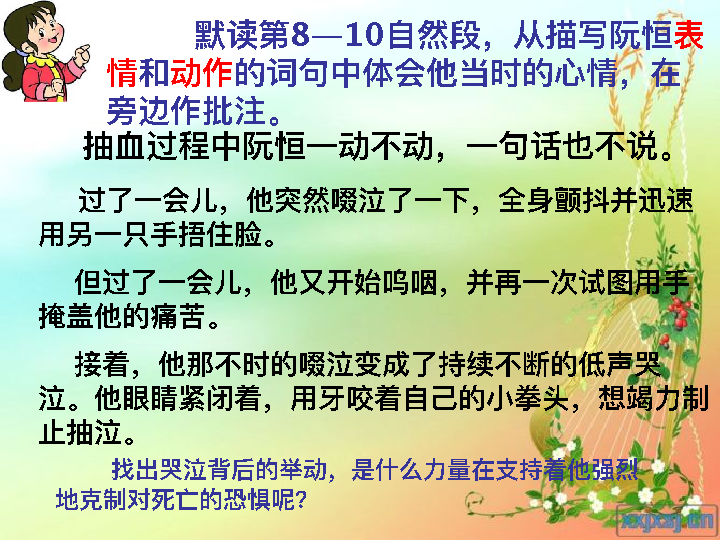 默读第8—10自然段，从描写阮恒表
情和动作的词句中体会他当时的心情，在
旁边作批注。
抽血过程中阮恒一动不动，一句话也不说。
过了一会儿，他突然啜泣了一下，全身颤抖并迅速
用另一只手捂住脸。
但过了一会儿，他又开始呜咽，并再一次试图用手
掩盖他的痛苦。
接着，他那不时的啜泣变成了持续不断的低声哭
泣。他眼睛紧闭着，用牙咬着自己的小拳头，想竭力制
止抽泣。
找出哭泣背后的举动，是什么力量在支持着他强烈
地克制对死亡的恐惧呢？